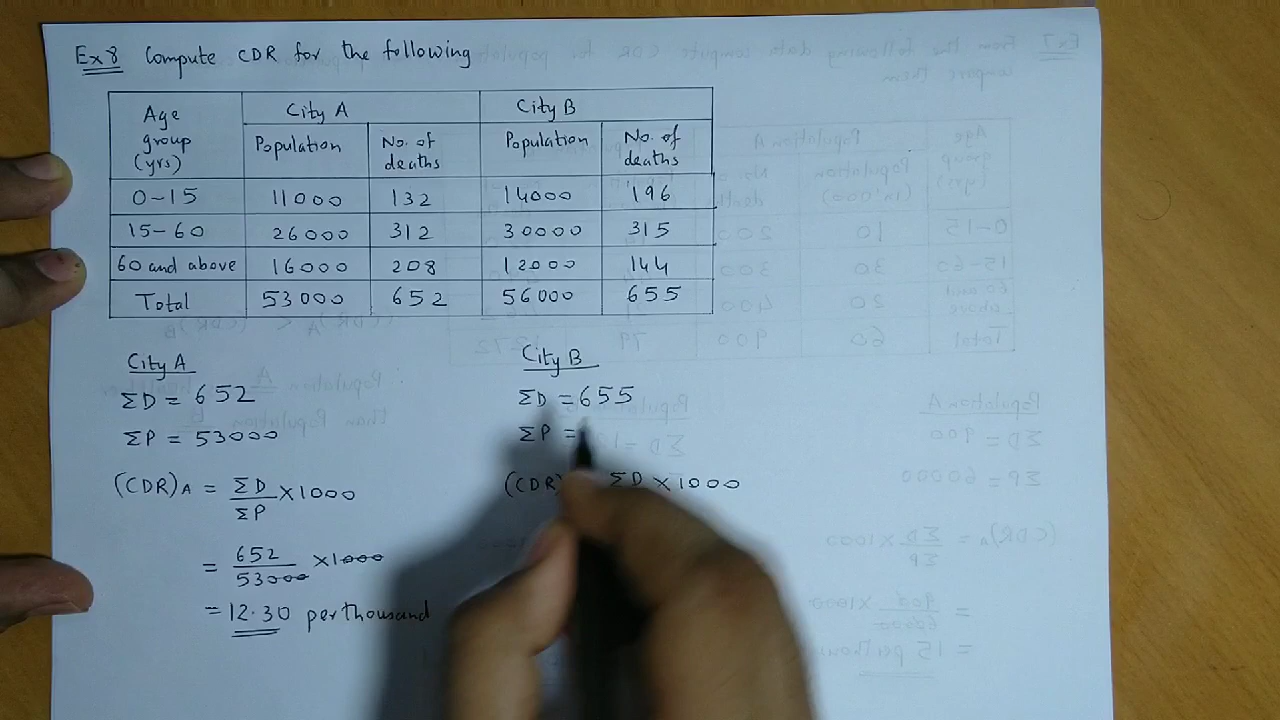 Ex 8 Compute CDR for the following
Age group (yrs) City A City B
Population No. of deaths Population No. of deaths
0-15 11000 132 14000 196
15-60 26000 312 30000 315
60 and above 16000 208 12000 144
Total 53000 652 56000 655
City A
ΣD = 652
ΣP = 53000
(CDR)A = ΣD/ΣP × 1000
= 652/53000 × 1000
= 12.30 per thousand
City B
ΣD = 655
ΣP =
(CDR) ΣD × 1000